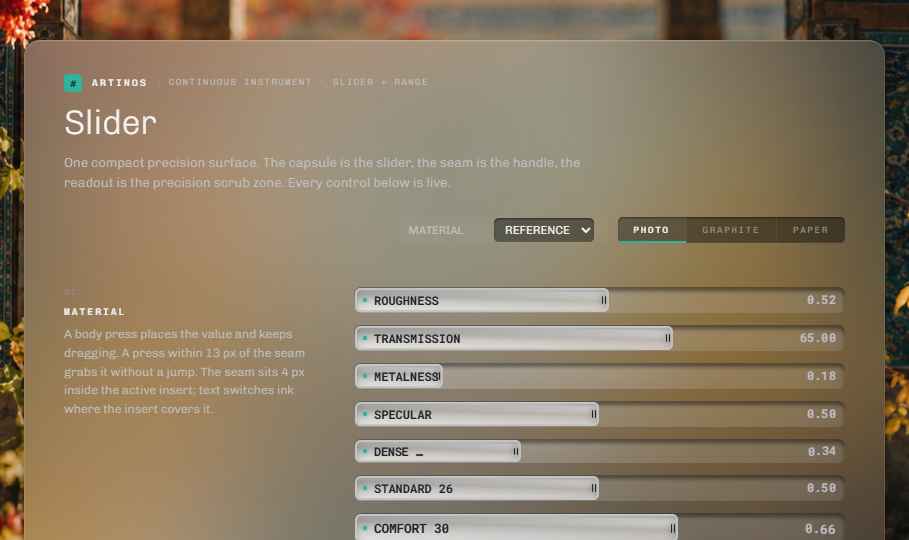 # ARTINOS · CONTINUOUS INSTRUMENT · SLIDER + RANGE
Slider
One compact precision surface. The capsule is the slider, the seam is the handle, the
readout is the precision scrub zone. Every control below is live.
MATERIAL REFERENCE PHOTO GRAPHITE PAPER
MATERIAL
A body press places the value and keeps
dragging. A press within 13 px of the seam
grabs it without a jump. The seam sits 4 px
inside the active insert; text switches ink
where the insert covers it.
ROUGHNESS 0.52
TRANSMISSION 65.00
METALNESS 0.18
SPECULAR 0.50
DENSE … 0.34
STANDARD 26 0.50
COMFORT 30 0.66